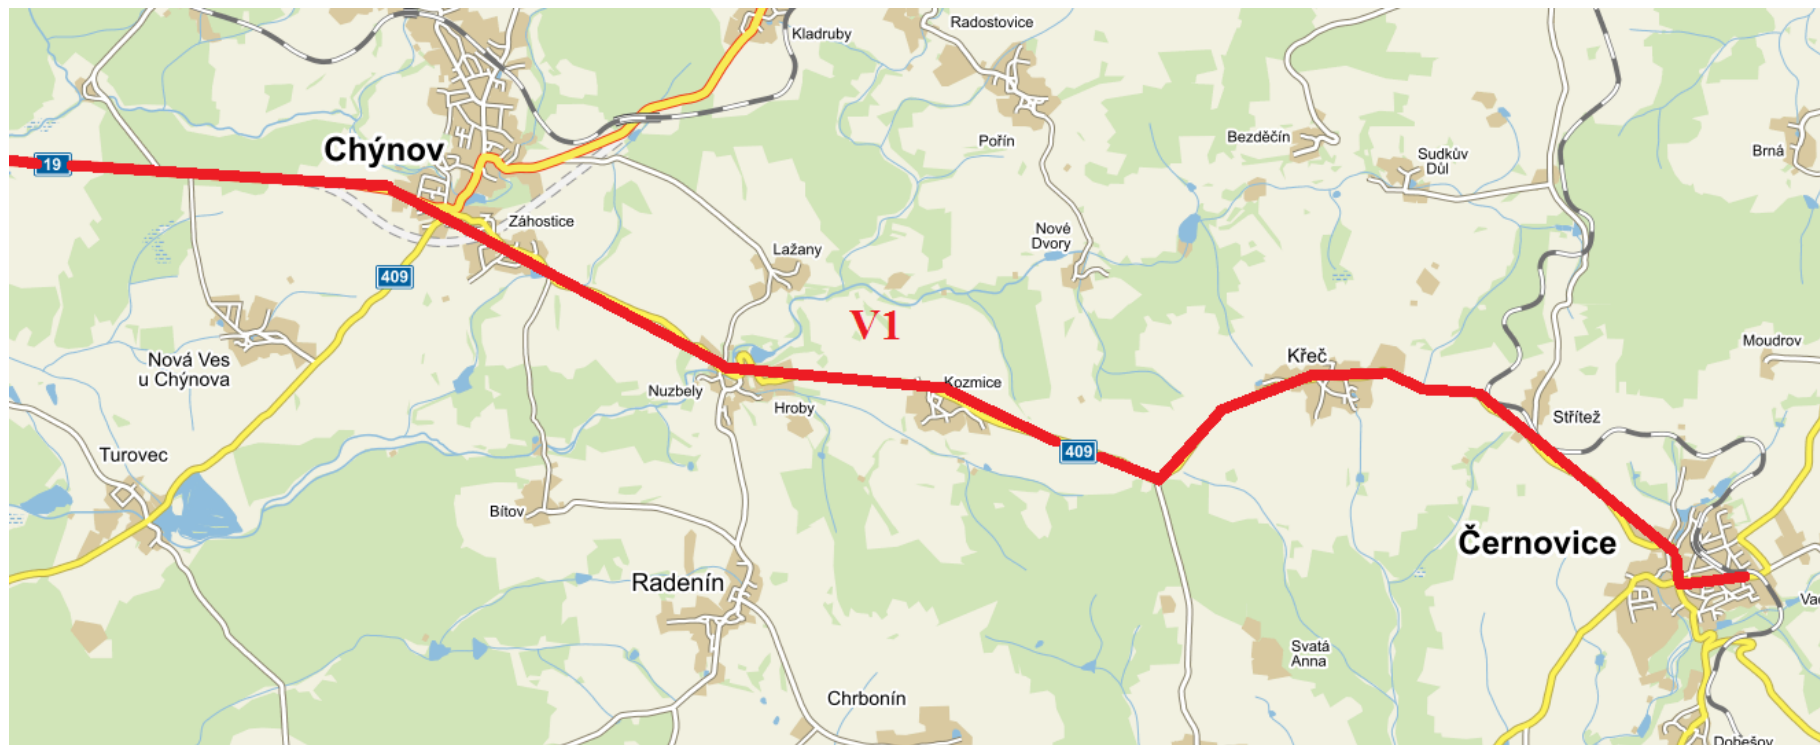 Radostovice
Kladruby
Chýnov
19
Pořín
Bezděčín
Sudkův
Důl
Brná
Záhostice
Nové
Dvory
Lažany
409
V1
Nová Ves
u Chýnova
Křeč
Moudrov
Nuzbely
Kozmice
Hroby
Střítež
Turovec
409
Bítov
Černovice
Radenín
Svatá
Anna
Chrbonín
Dobešov